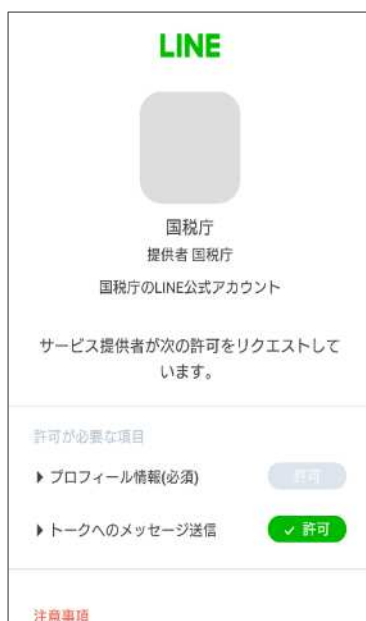 LINE
国税庁
提供者 国税庁
国税庁のLINE公式アカウント
サービス提供者が次の許可をリクエストして
います。
許可が必要な項目
プロフィール情報(必須) 許可
トークへのメッセージ送信 許可
注意事項